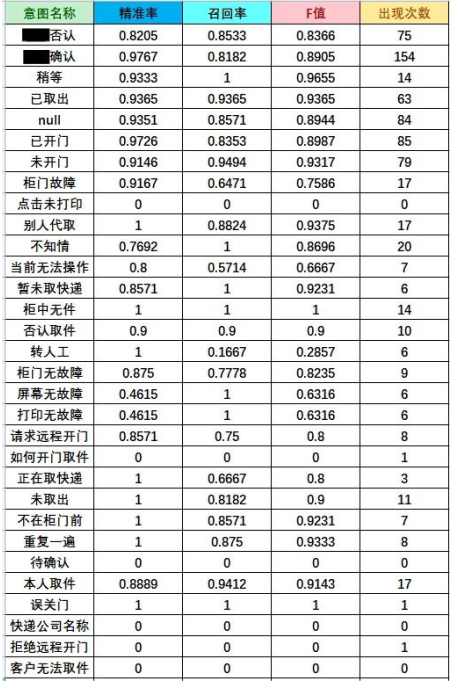 意图名称 精准率 召回率 F值 出现次数
否认 0.8205 0.8533 0.8366 75
确认 0.9767 0.8182 0.8905 154
稍等 0.9333 1 0.9655 14
已取出 0.9365 0.9365 0.9365 63
null 0.9351 0.8571 0.8944 84
已开门 0.9726 0.8353 0.8987 85
未开门 0.9146 0.9494 0.9317 79
柜门故障 0.9167 0.6471 0.7586 17
点击未打印 0 0 0 0
别人代取 1 0.8824 0.9375 17
不知情 0.7692 1 0.8696 20
当前无法操作 0.8 0.5714 0.6667 7
暂未取快递 0.8571 1 0.9231 6
柜中无件 1 1 1 14
否认取件 0.9 0.9 0.9 10
转人工 1 0.1667 0.2857 6
柜门无故障 0.875 0.7778 0.8235 9
屏幕无故障 0.4615 1 0.6316 6
打印无故障 0.4615 1 0.6316 6
请求远程开门 0.8571 0.75 0.8 8
如何开门取件 0 0 0 1
正在取快递 1 0.6667 0.8 3
未取出 1 0.8182 0.9 11
不在柜门前 1 0.8571 0.9231 7
重复一遍 1 0.875 0.9333 8
待确认 0 0 0 0
本人取件 0.8889 0.9412 0.9143 17
误关门 1 1 1 1
快递公司名称 0 0 0 0
拒绝远程开门 0 0 0 1
客户无法取件 0 0 0 0